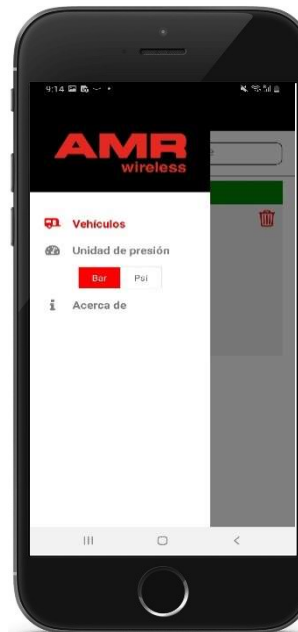 9:14
AMR
wireless
Vehículos
Unidad de presión
Bar Psi
Acerca de